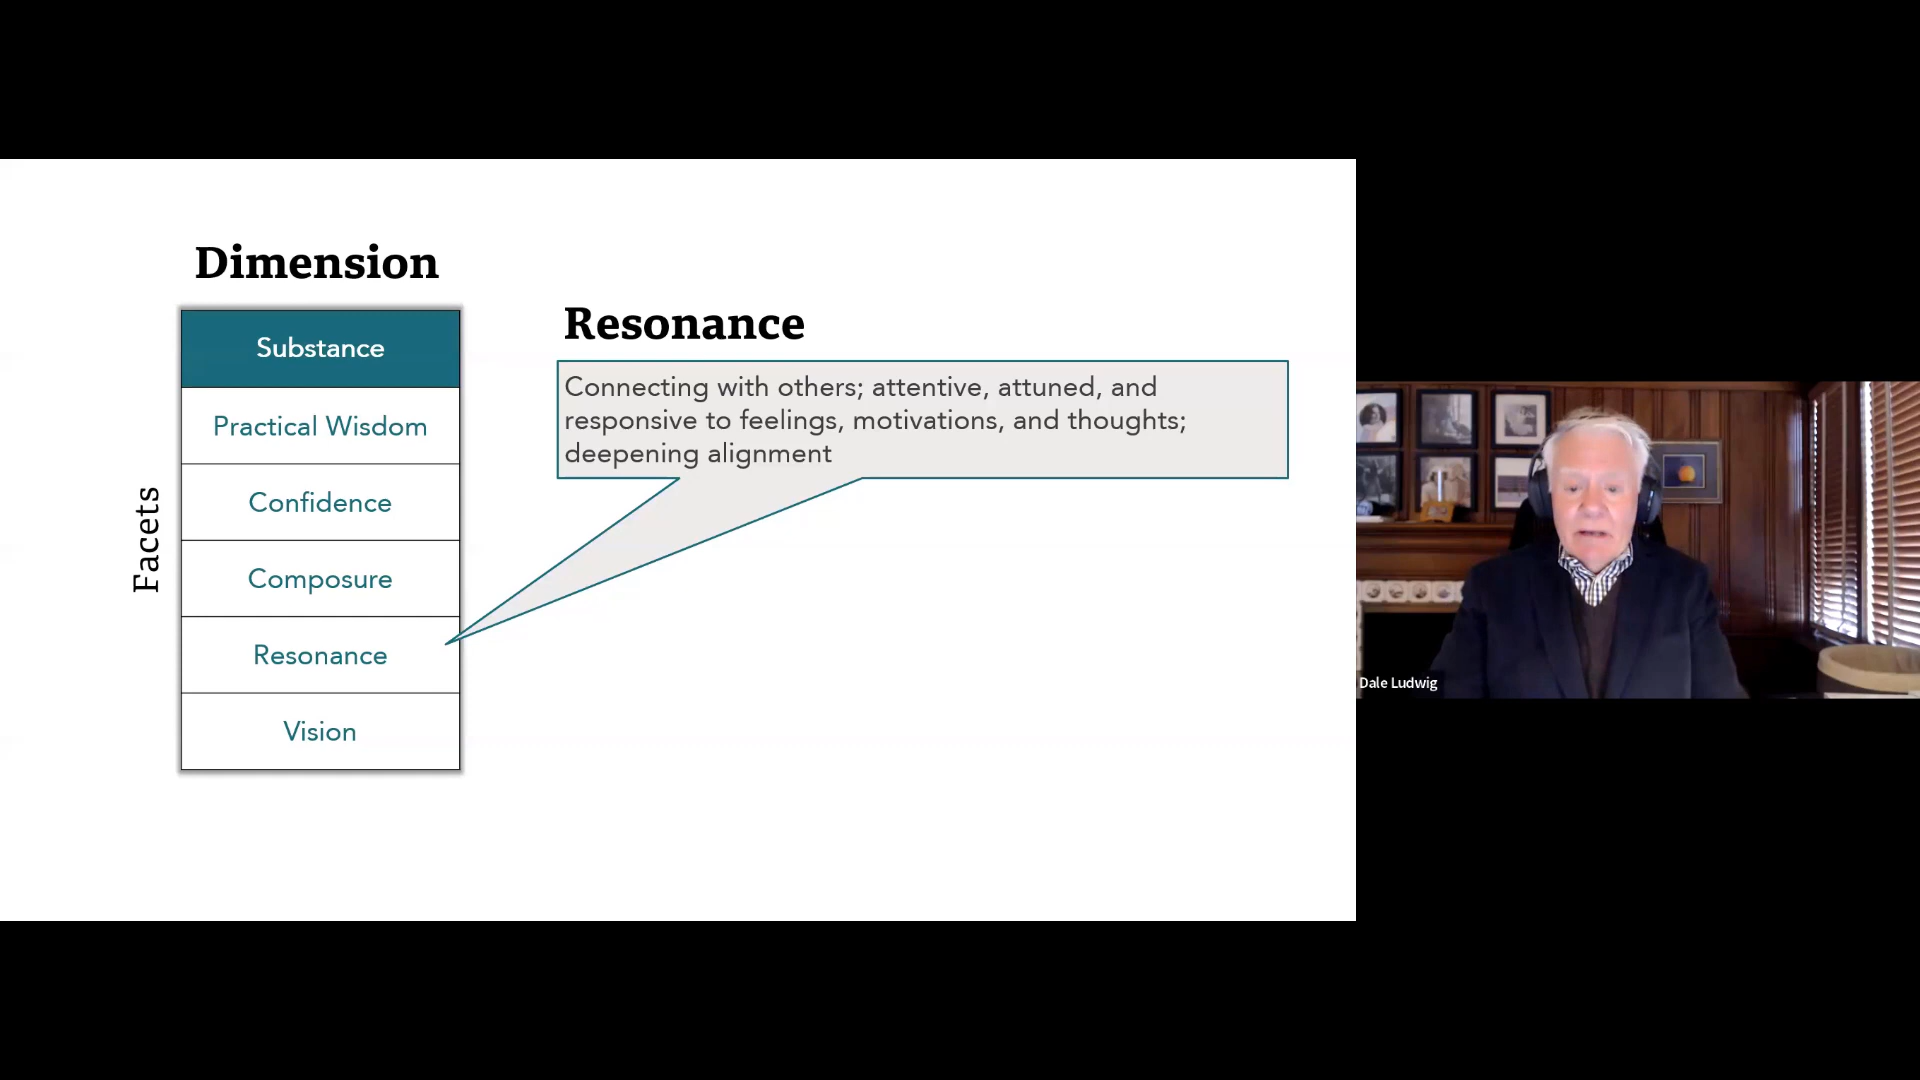 Dimension
Substance
Practical Wisdom
Confidence
Composure
Resonance
Vision
Facets
Resonance
Connecting with others; attentive, attuned, and
responsive to feelings, motivations, and thoughts;
deepening alignment
Dale Ludwig